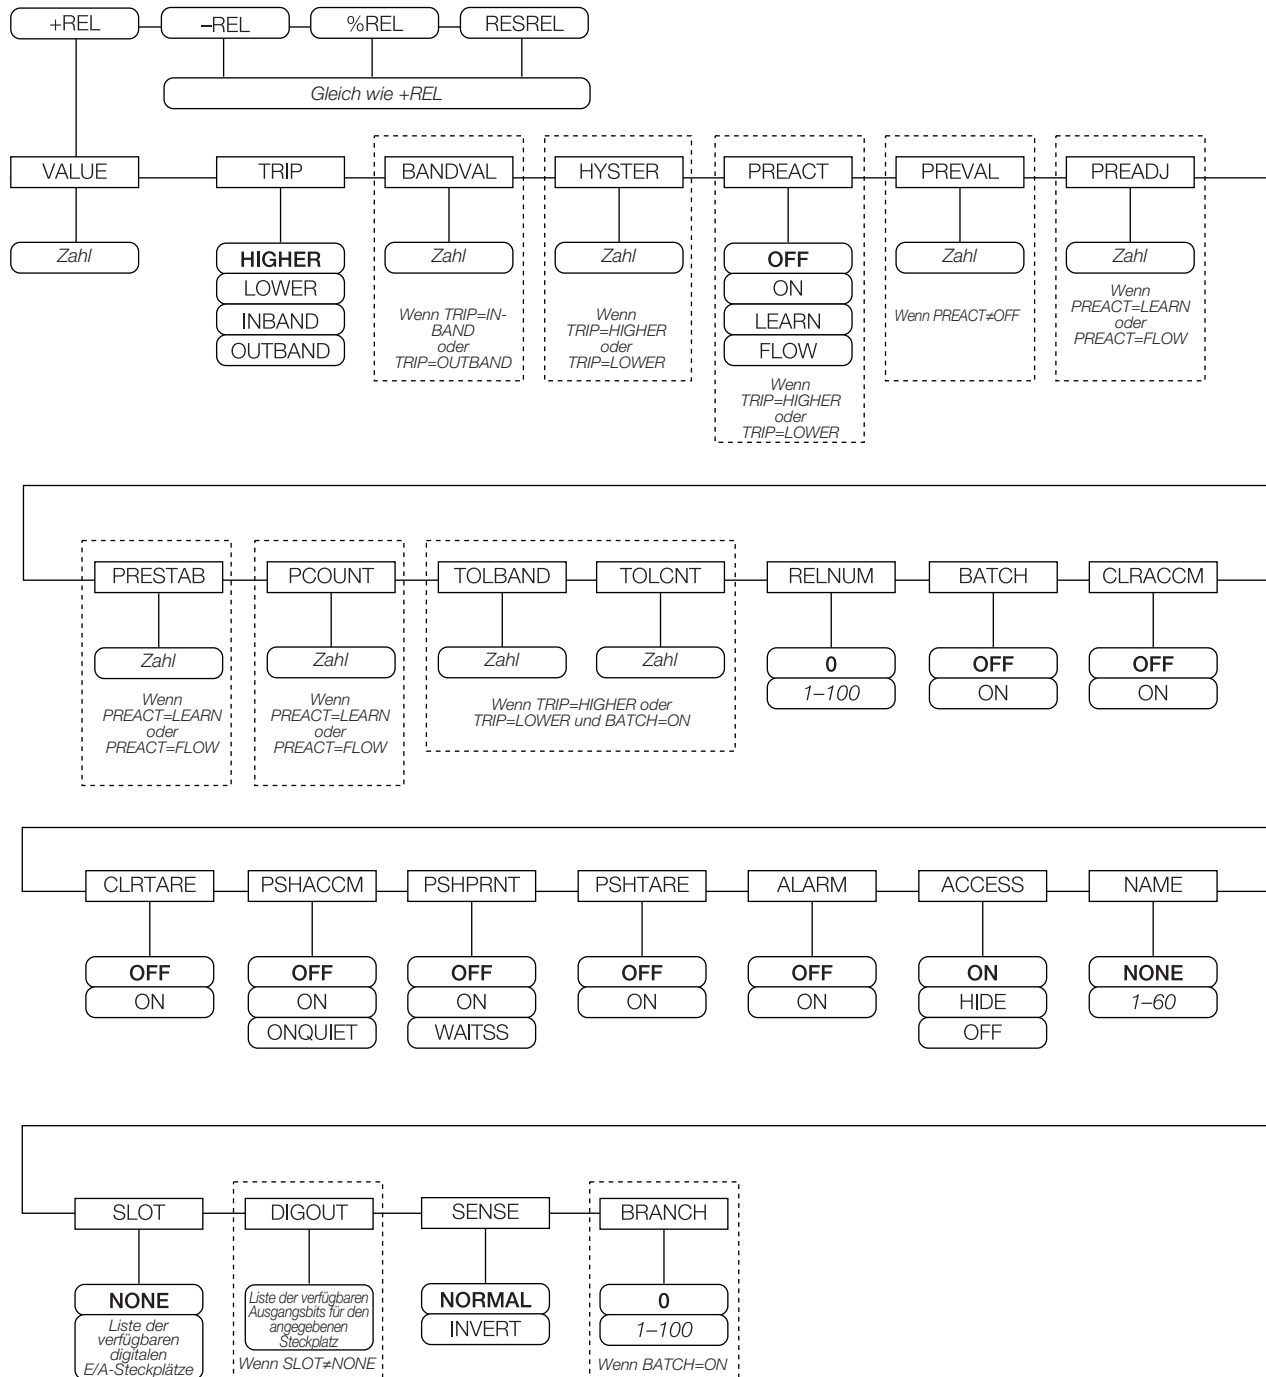 +REL
–REL
%REL
RESREL
Gleich wie +REL
VALUE
TRIP
BANDVAL
HYSTER
PREACT
PREVAL
PREADJ
Zahl
HIGHER
LOWER
INBAND
OUTBAND
Zahl
Wenn TRIP=IN-
BAND
oder
TRIP=OUTBAND
Zahl
Wenn
TRIP=HIGHER
oder
TRIP=LOWER
OFF
ON
LEARN
FLOW
Wenn
TRIP=HIGHER
oder
TRIP=LOWER
Zahl
Wenn PREACT≠OFF
Zahl
Wenn
PREACT=LEARN
oder
PREACT=FLOW
PRESTAB
PCOUNT
TOLBAND
TOLCNT
RELNUM
BATCH
CLRACCM
Zahl
Wenn
PREACT=LEARN
oder
PREACT=FLOW
Zahl
Wenn
PREACT=LEARN
oder
PREACT=FLOW
Zahl
Zahl
Wenn TRIP=HIGHER oder
TRIP=LOWER und BATCH=ON
0
1–100
OFF
ON
OFF
ON
CLRTARE
PSHACCM
PSHPRNT
PSHTARE
ALARM
ACCESS
NAME
OFF
ON
OFF
ON
ONQUIET
OFF
ON
WAITSS
OFF
ON
OFF
ON
ON
HIDE
OFF
NONE
1–60
SLOT
DIGOUT
SENSE
BRANCH
NONE
Liste der
verfügbaren
digitalen
E/A-Steckplätze
Liste der verfügbaren
Ausgangsbits für den
angegebenen
Steckplatz
Wenn SLOT≠NONE
NORMAL
INVERT
0
1–100
Wenn BATCH=ON